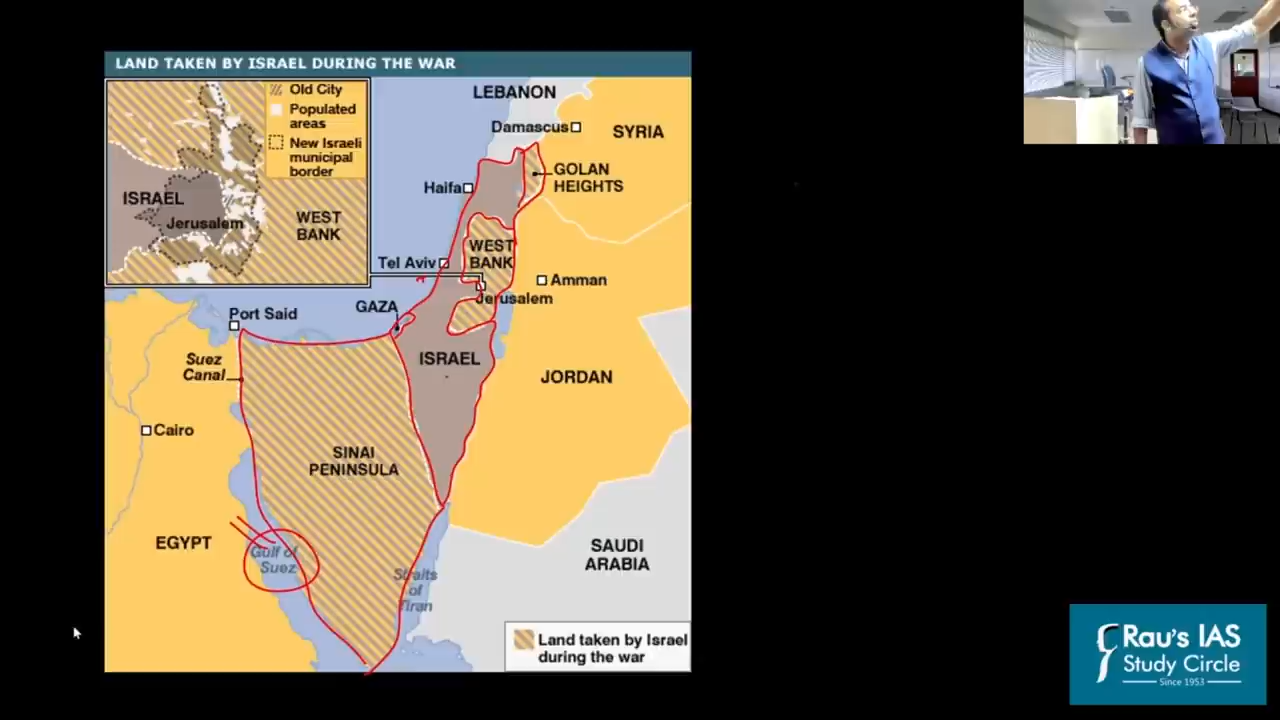 LAND TAKEN BY ISRAEL DURING THE WAR
Old City
Populated
areas
New Israeli
municipal
border
ISRAEL
Jerusalem
WEST
BANK
LEBANON
Damascus
SYRIA
GOLAN
HEIGHTS
Haifa
WEST
BANK
Tel Aviv
Amman
Jerusalem
GAZA
Port Said
Suez
Canal
ISRAEL
JORDAN
Cairo
SINAI
PENINSULA
EGYPT
Gulf of
Suez
Straits
of
Tiran
SAUDI
ARABIA
Land taken by Israel
during the war
Rau's IAS
Study Circle
Since 1953